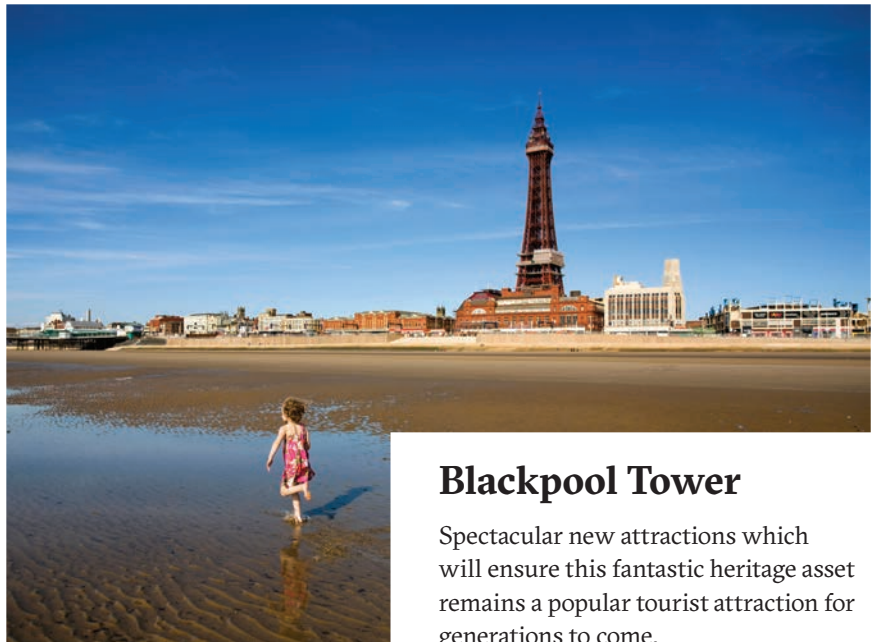 Blackpool Tower
Spectacular new attractions which
will ensure this fantastic heritage asset
remains a popular tourist attraction for
generations to come.